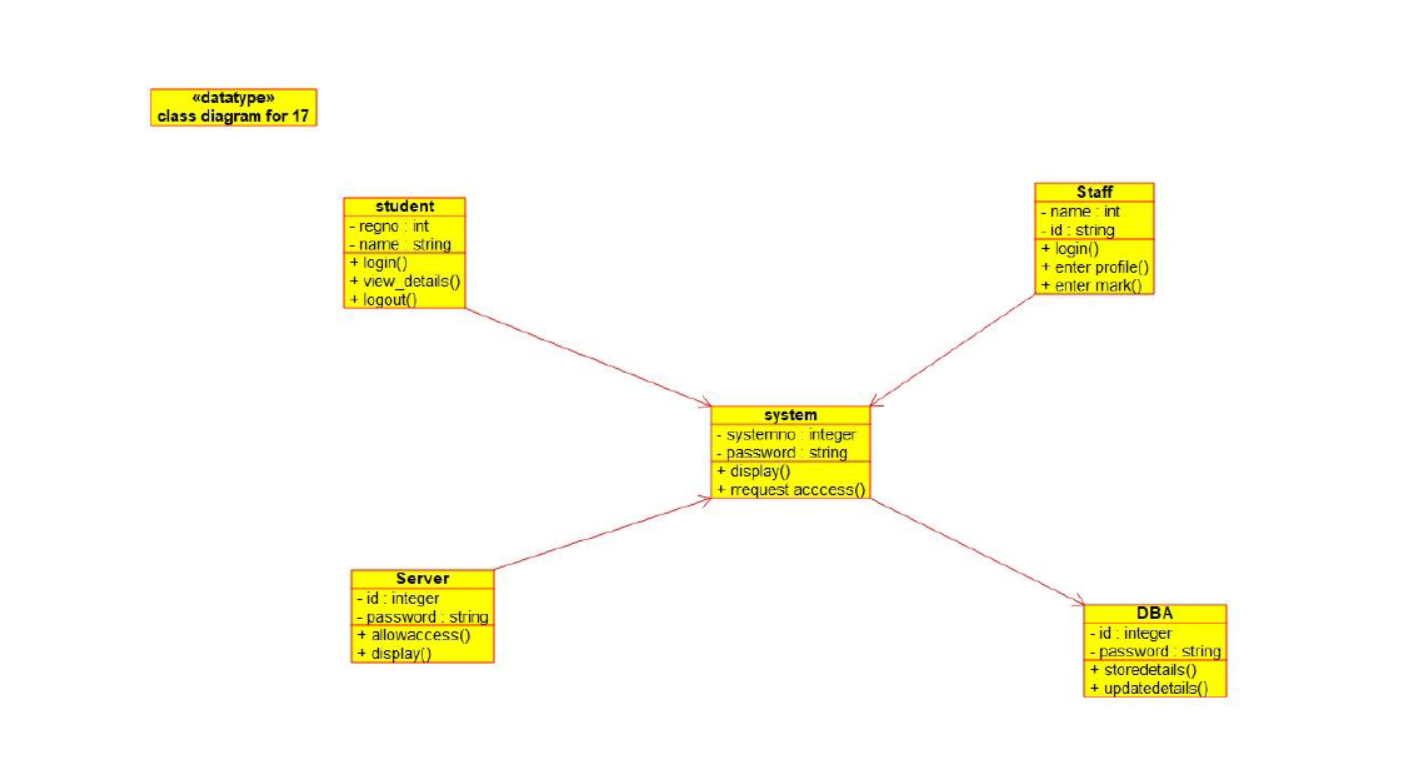 «datatype»
class diagram for 17
student
- regno : int
- name : string
+ login()
+ view_details()
+ logout()
Staff
- name : int
- id : string
+ login()
+ enter profile()
+ enter mark()
system
- systemno : integer
- password : string
+ display()
+ rrequest acccess()
Server
- id : integer
- password : string
+ allowaccess()
+ display()
DBA
- id : integer
- password : string
+ storedetails()
+ updatedetails()